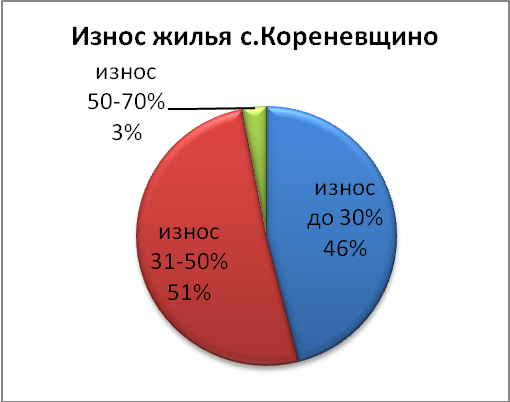 Износ жилья с.Кореневщино
износ
50-70%
3%
износ
до 30%
46%
износ
31-50%
51%